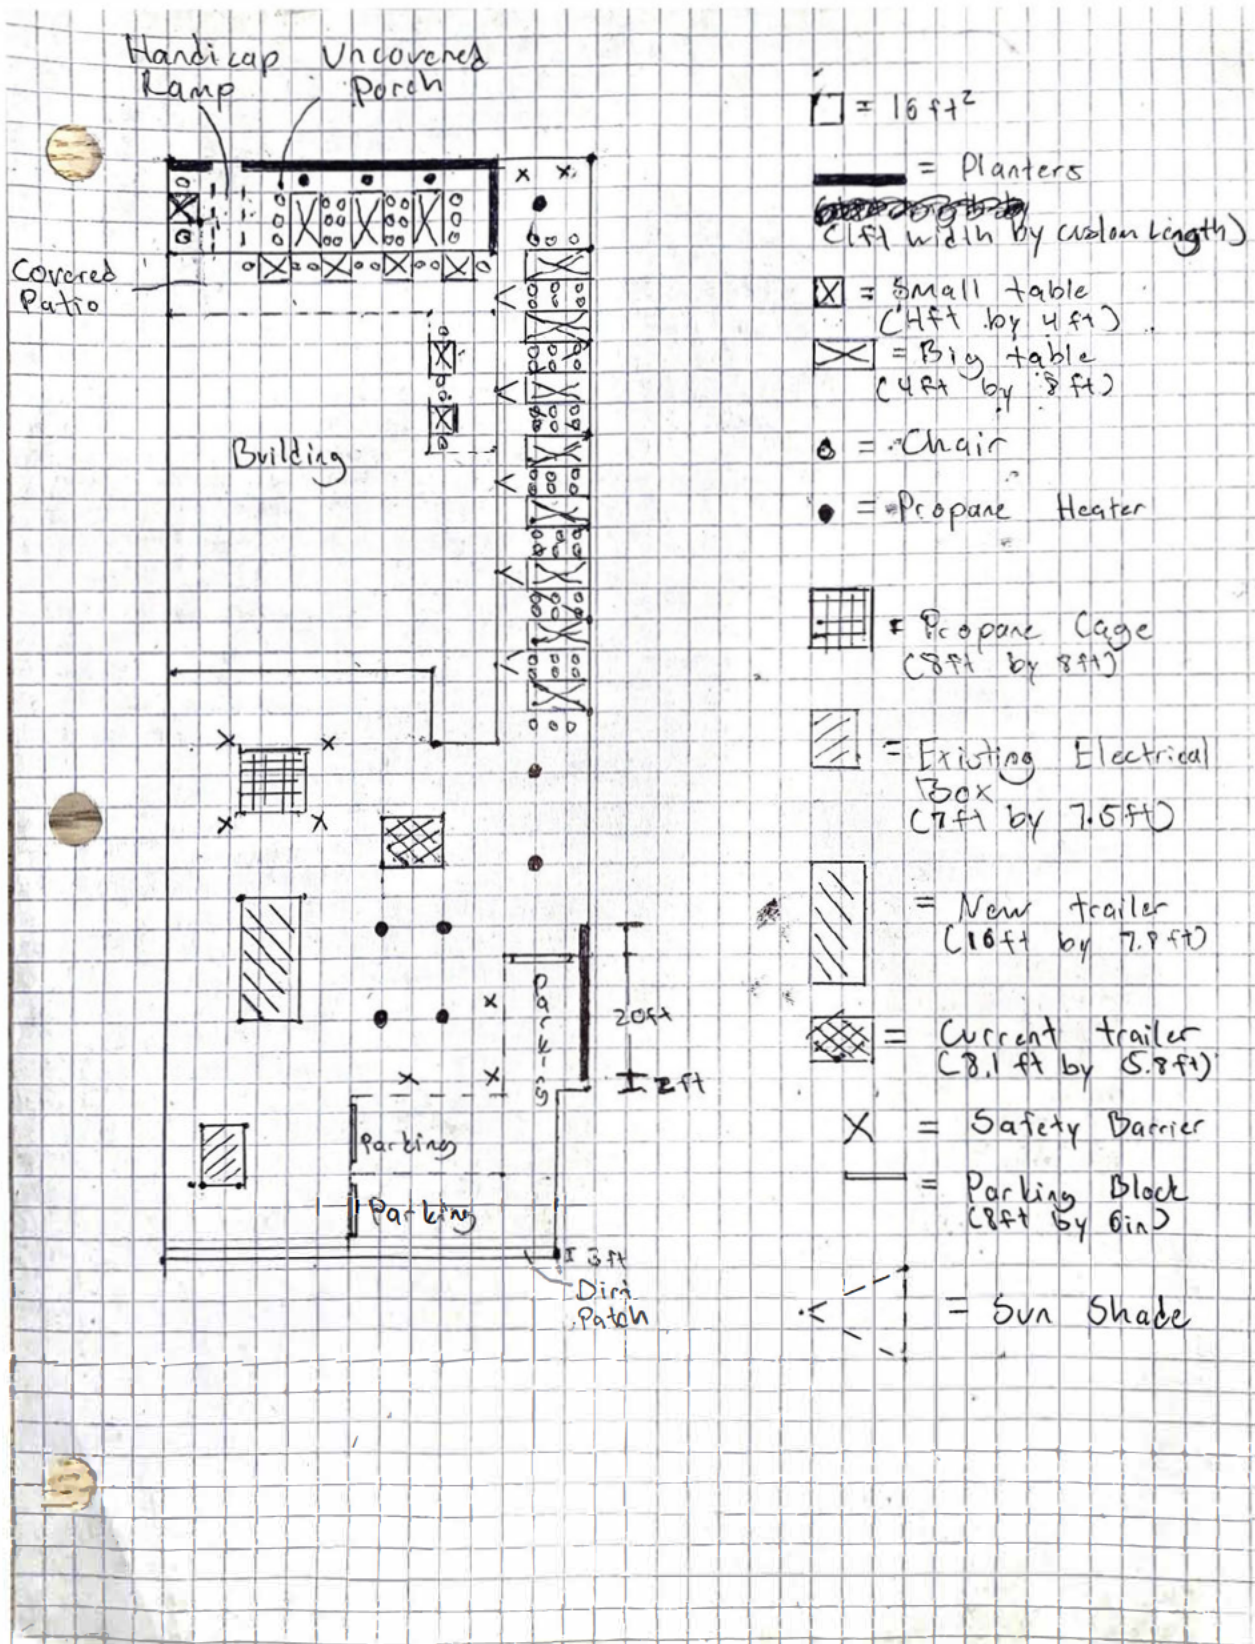 Handicap Ramp
Uncovered Porch
Covered Patio
Building
Parking
20ft
2ft
Parking
Parking
I 3ft
Dirt Patch
= 16 ft²
= Planters
(1ft width by custom Length)
= Small table
(4ft by 4ft)
= Big table
(4ft by 8ft)
= Chair
= Propane Heater
= Propane Cage
(8ft by 8ft)
= Existing Electrical
Box
(7ft by 7.5ft)
= New trailer
(16ft by 7.8ft)
= Current trailer
(8.1 ft by 5.8ft)
X = Safety Barrier
= Parking Block
(8ft by 6in)
= Sun Shade